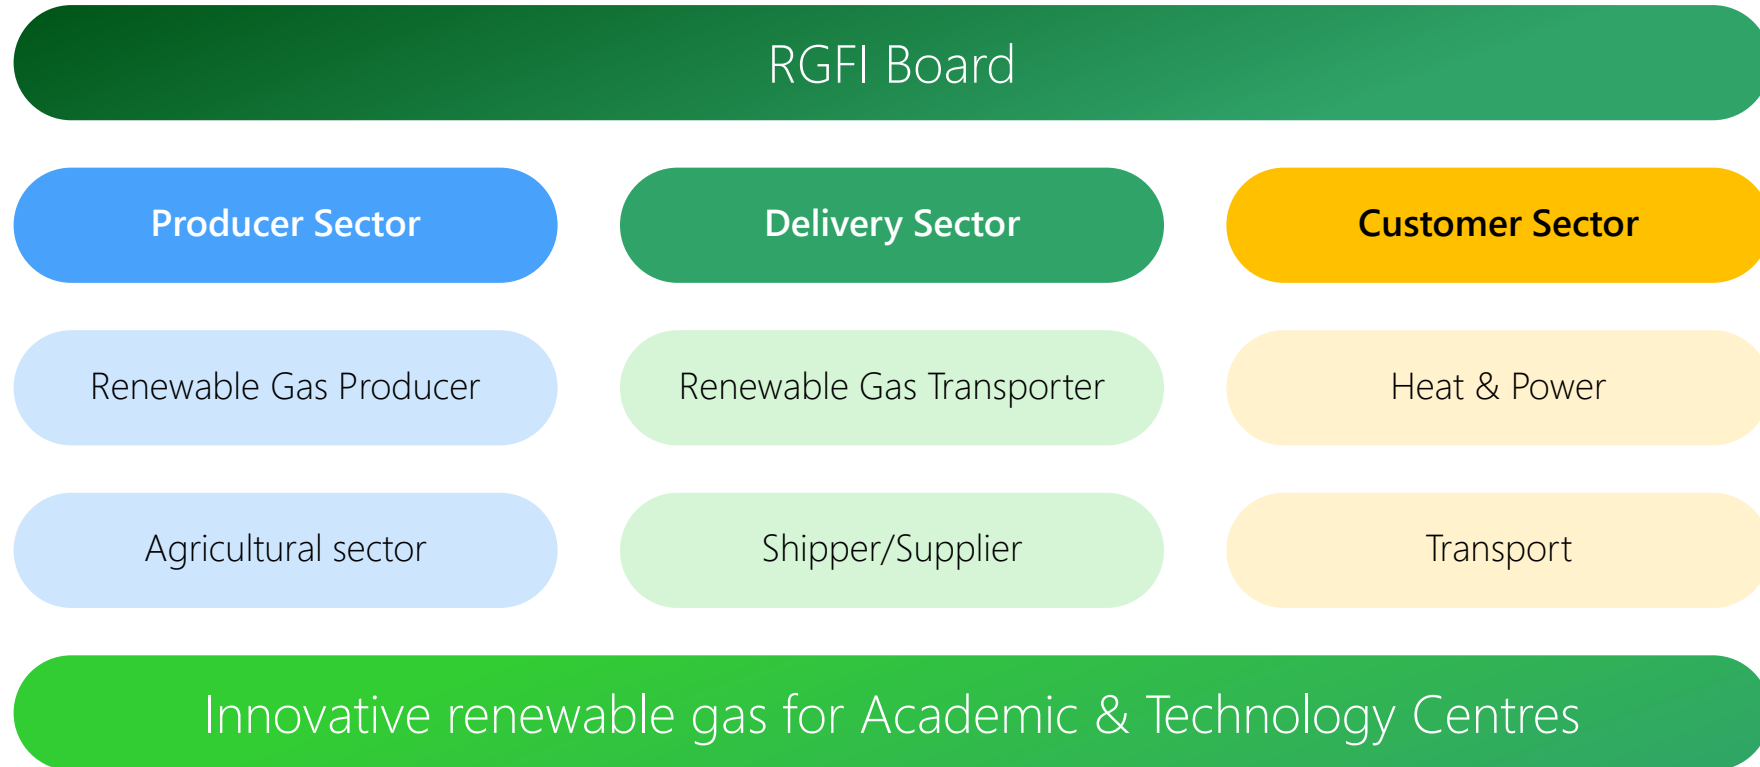 RGFI Board
Producer Sector
Delivery Sector
Customer Sector
Renewable Gas Producer
Renewable Gas Transporter
Heat & Power
Agricultural sector
Shipper/Supplier
Transport
Innovative renewable gas for Academic & Technology Centres